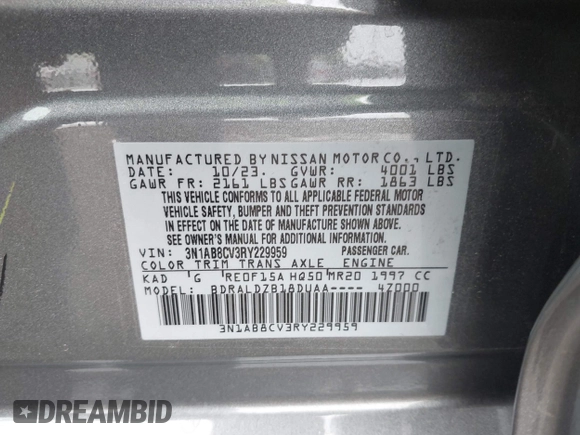 MANUFACTURED BY NISSAN MOTOR CO., LTD.
DATE: 10/23. GVWR: 4001 LBS
GAWR FR: 2161 LBS GAWR RR: 1863 LBS
THIS VEHICLE CONFORMS TO ALL APPLICABLE FEDERAL MOTOR
VEHICLE SAFETY, BUMPER AND THEFT PREVENTION STANDARDS
IN EFFECT ON THE DATE OF MANUFACTURE SHOWN ABOVE.
SEE OWNER'S MANUAL FOR ADDITIONAL INFORMATION.
VIN: 3N1AB8CV3RY229959 PASSENGER CAR.
COLOR TRIM TRANS AXLE ENGINE
KAD G RE0F15A HQ50 MR20 1997 CC
MODEL: BDRALDZB18DUAA---- 4Z000
3N1AB8CV3RY229959
DREAMBID